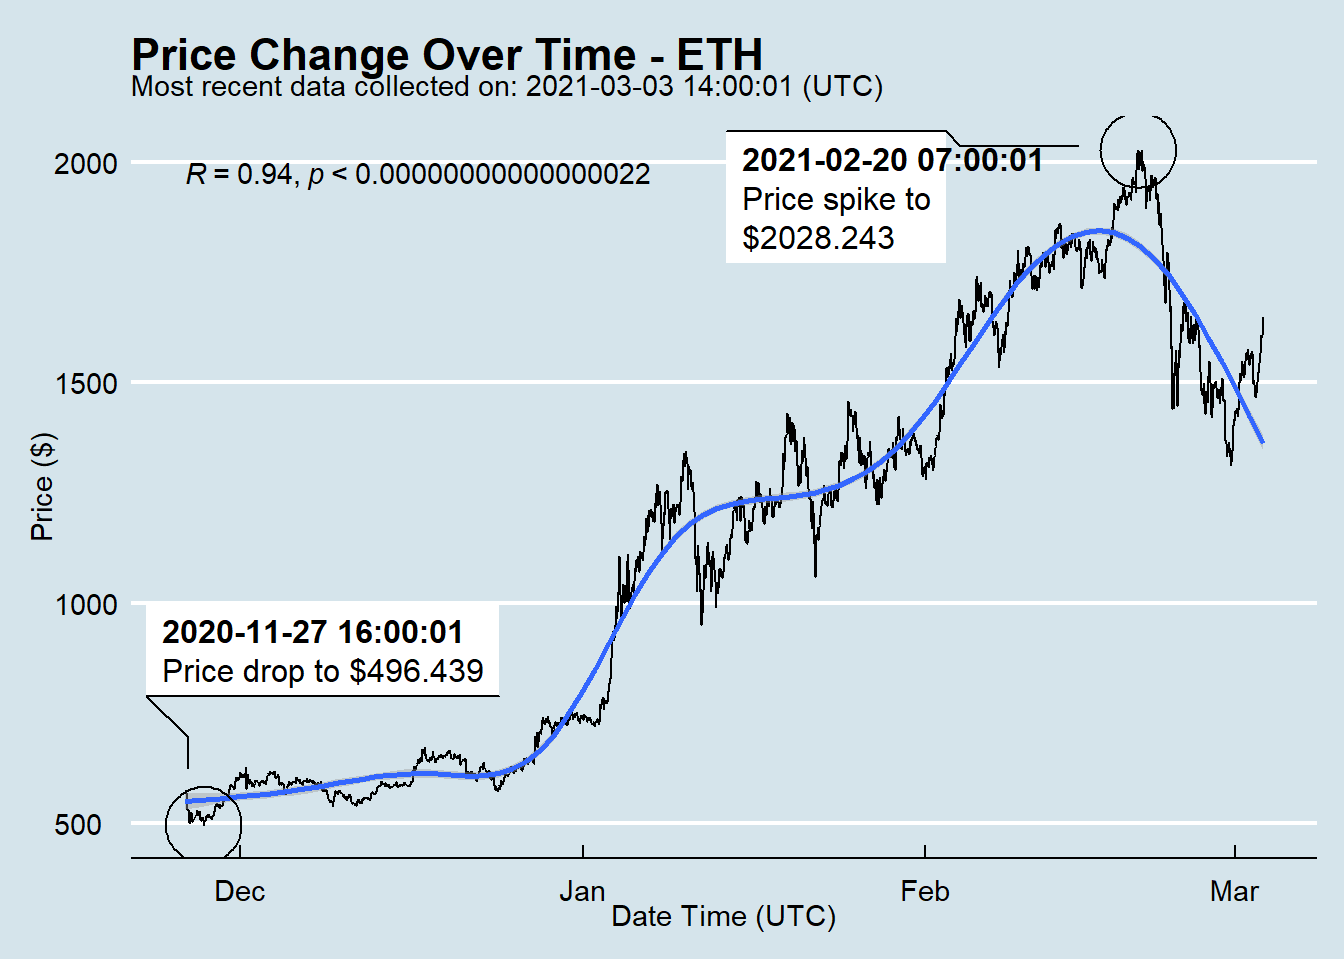 Price Change Over Time - ETH
Most recent data collected on: 2021-03-03 14:00:01 (UTC)
R = 0.94, p < 0.00000000000000022
2021-02-20 07:00:01
Price spike to
$2028.243
2020-11-27 16:00:01
Price drop to $496.439
Price ($)
2000
1500
1000
500
Dec
Jan
Feb
Mar
Date Time (UTC)